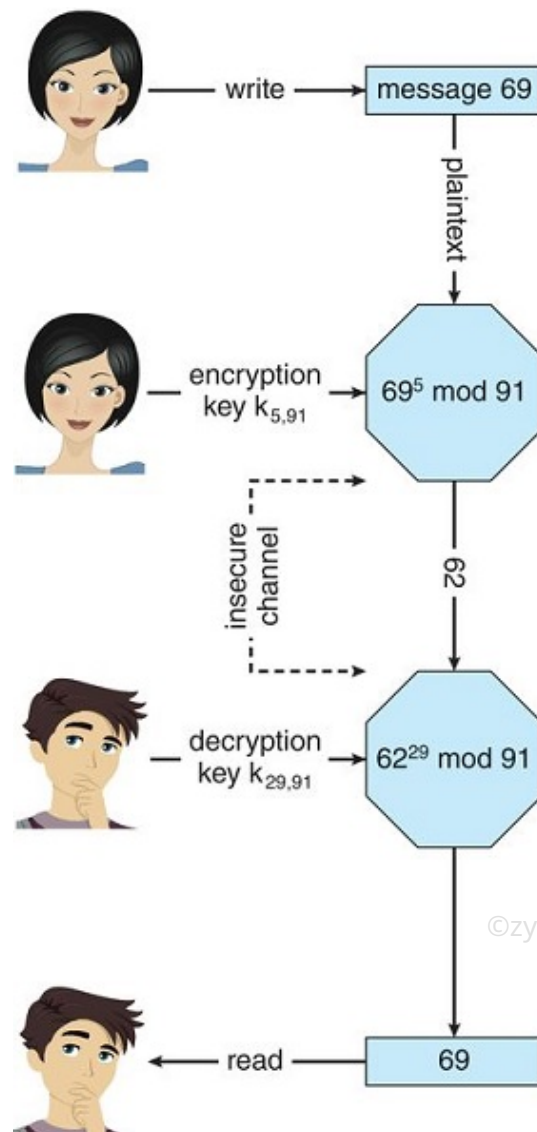 write
message 69
plaintext
encryption
key k₅,₉₁
69⁵ mod 91
insecure
channel
62
decryption
key k₂₉,₉₁
62²⁹ mod 91
©zy
read
69